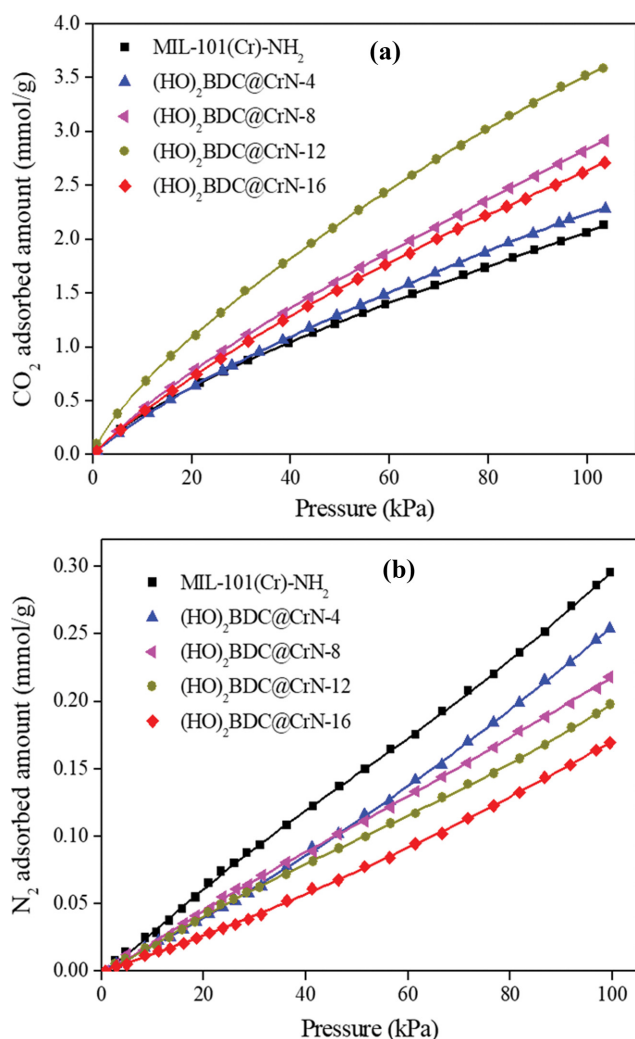 4.0
3.5
3.0
2.5
2.0
1.5
1.0
0.5
0.0
CO₂ adsorbed amount (mmol/g)
(a)
MIL-101(Cr)-NH₂
(HO)₂BDC@CrN-4
(HO)₂BDC@CrN-8
(HO)₂BDC@CrN-12
(HO)₂BDC@CrN-16
0 20 40 60 80 100
Pressure (kPa)
0.30
0.25
0.20
0.15
0.10
0.05
0.00
N₂ adsorbed amount (mmol/g)
(b)
MIL-101(Cr)-NH₂
(HO)₂BDC@CrN-4
(HO)₂BDC@CrN-8
(HO)₂BDC@CrN-12
(HO)₂BDC@CrN-16
0 20 40 60 80 100
Pressure (kPa)